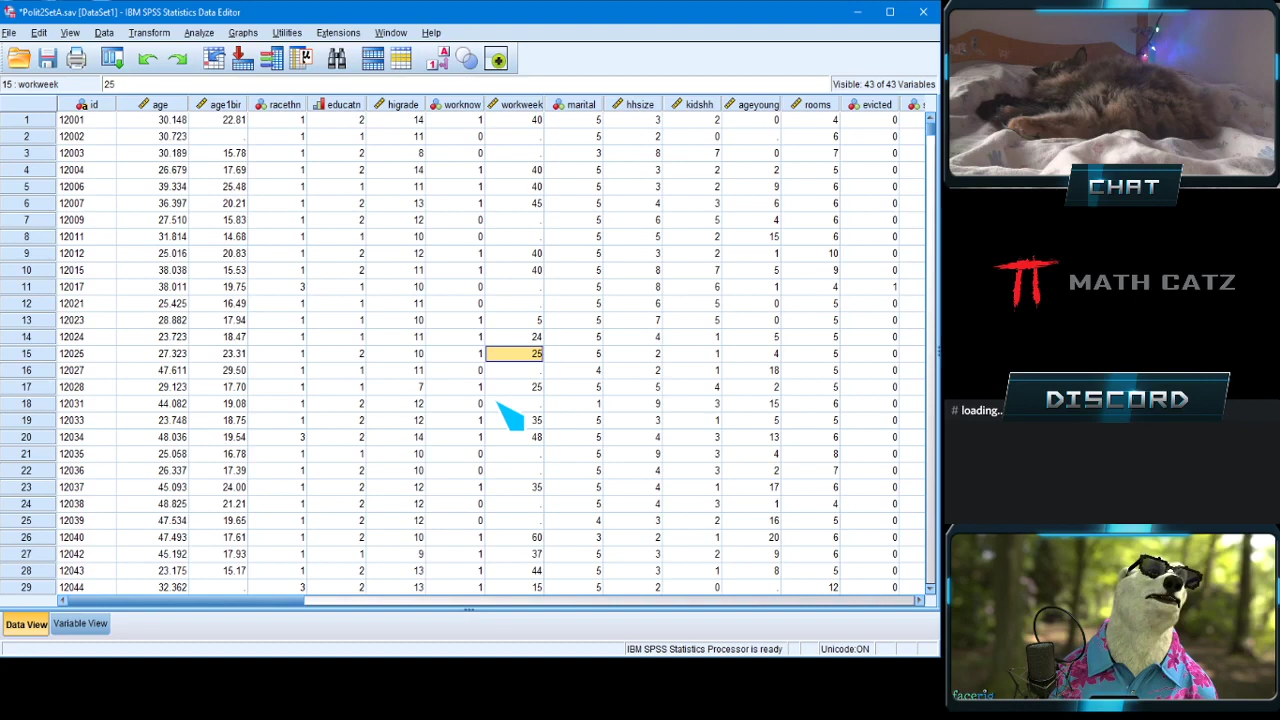 *Polit2SetA.sav [DataSet1] - IBM SPSS Statistics Data Editor
File Edit View Data Transform Analyze Graphs Utilities Extensions Window Help
15 : workweek 25 Visible: 43 of 43 Variables
id age age1bir racethn educatn higrade worknow workweek marital hhsize kidshh ageyoung rooms evicted
1 12001 30.148 22.81 1 2 14 1 40 5 3 2 0 4 0
2 12002 30.723 . 1 1 11 0 . 5 2 0 . 6 0
3 12003 30.189 15.78 1 2 8 0 . 3 8 7 0 7 0
4 12004 26.679 17.69 1 2 14 1 40 5 3 2 2 5 0
5 12006 39.334 25.48 1 1 11 1 40 5 3 2 9 6 0
6 12007 36.397 20.21 1 2 13 1 45 5 4 3 6 6 0
7 12009 27.510 15.83 1 2 12 0 . 5 6 5 4 6 0
8 12011 31.814 14.68 1 1 10 0 . 5 5 2 15 6 0
9 12012 25.016 20.83 1 2 12 1 40 5 3 2 1 10 0
10 12015 38.038 15.53 1 2 11 1 40 5 8 7 5 9 0
11 12017 38.011 19.75 3 1 10 0 . 5 8 6 1 4 1
12 12021 25.425 16.49 1 1 11 0 . 5 6 5 0 5 0
13 12023 28.882 17.94 1 1 10 1 5 5 7 5 0 5 0
14 12024 23.723 18.47 1 1 11 1 24 5 4 1 5 5 0
15 12025 27.323 23.31 1 2 10 1 25 5 2 1 4 5 0
16 12027 47.611 29.50 1 1 11 0 . 4 2 1 18 5 0
17 12028 29.123 17.70 1 1 7 1 25 5 5 4 2 5 0
18 12031 44.082 19.08 1 2 12 0 . 1 9 3 15 6 0
19 12033 23.748 18.75 1 2 12 1 35 5 3 1 5 5 0
20 12034 48.036 19.54 3 2 14 1 48 5 4 3 13 6 0
21 12035 25.058 16.78 1 1 10 0 . 5 9 3 4 8 0
22 12036 26.337 17.39 1 2 10 0 . 5 4 3 2 7 0
23 12037 45.093 24.00 1 2 12 1 35 5 4 1 17 6 0
24 12038 48.825 21.21 1 2 12 0 . 5 3 1 1 4 0
25 12039 47.534 19.65 1 2 12 0 . 4 3 2 16 5 0
26 12040 47.493 17.61 1 2 10 1 60 3 2 1 20 6 0
27 12042 45.192 17.93 1 1 9 1 37 5 3 2 9 6 0
28 12043 23.175 15.17 1 2 13 1 44 5 3 1 8 5 0
29 12044 32.362 . 3 2 13 1 15 5 2 0 . 12 0
Data View Variable View
IBM SPSS Statistics Processor is ready Unicode:ON
CHAT
MATH CATZ
DISCORD
# loading..
facerig